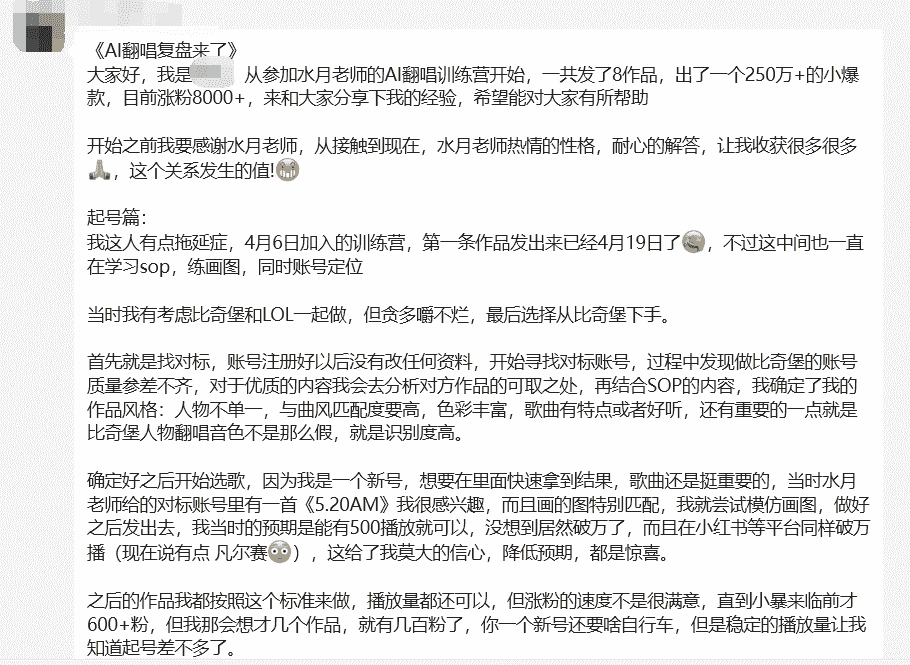 《AI翻唱复盘来了》
大家好，我是 从参加水月老师的AI翻唱训练营开始，一共发了8作品，出了一个250万+的小爆
款，目前涨粉8000+，来和大家分享下我的经验，希望能对大家有所帮助
开始之前我要感谢水月老师，从接触到现在，水月老师热情的性格，耐心的解答，让我收获很多很多
🙏，这个关系发生的值!😁
起号篇：
我这人有点拖延症，4月6日加入的训练营，第一条作品发出来已经4月19日了，不过这中间也一直
在学习sop，练画图，同时账号定位
当时我有考虑比奇堡和LOL一起做，但贪多嚼不烂，最后选择从比奇堡下手。
首先就是找对标，账号注册好以后没有改任何资料，开始寻找对标账号，过程中发现做比奇堡的账号
质量参差不齐，对于优质的内容我会去分析对方作品的可取之处，再结合SOP的内容，我确定了我的
作品风格：人物不单一，与曲风匹配度要高，色彩丰富，歌曲有特点或者好听，还有重要的一点就是
比奇堡人物翻唱音色不是那么假，就是识别度高。
确定好之后开始选歌，因为我是一个新号，想要在里面快速拿到结果，歌曲还是挺重要的，当时水月
老师给的对标账号里有一首《5.20AM》我很感兴趣，而且画的图特别匹配，我就尝试模仿画图，做好
之后发出去，我当时的预期是能有500播放就可以，没想到居然破万了，而且在小红书等平台同样破万
播（现在说有点 凡尔赛😳），这给了我莫大的信心，降低预期，都是惊喜。
之后的作品我都按照这个标准来做，播放量都还可以，但涨粉的速度不是很满意，直到小暴来临前才
600+粉，但我那会想才几个作品，就有几百粉了，你一个新号还要啥自行车，但是稳定的播放量让我
知道起号差不多了。